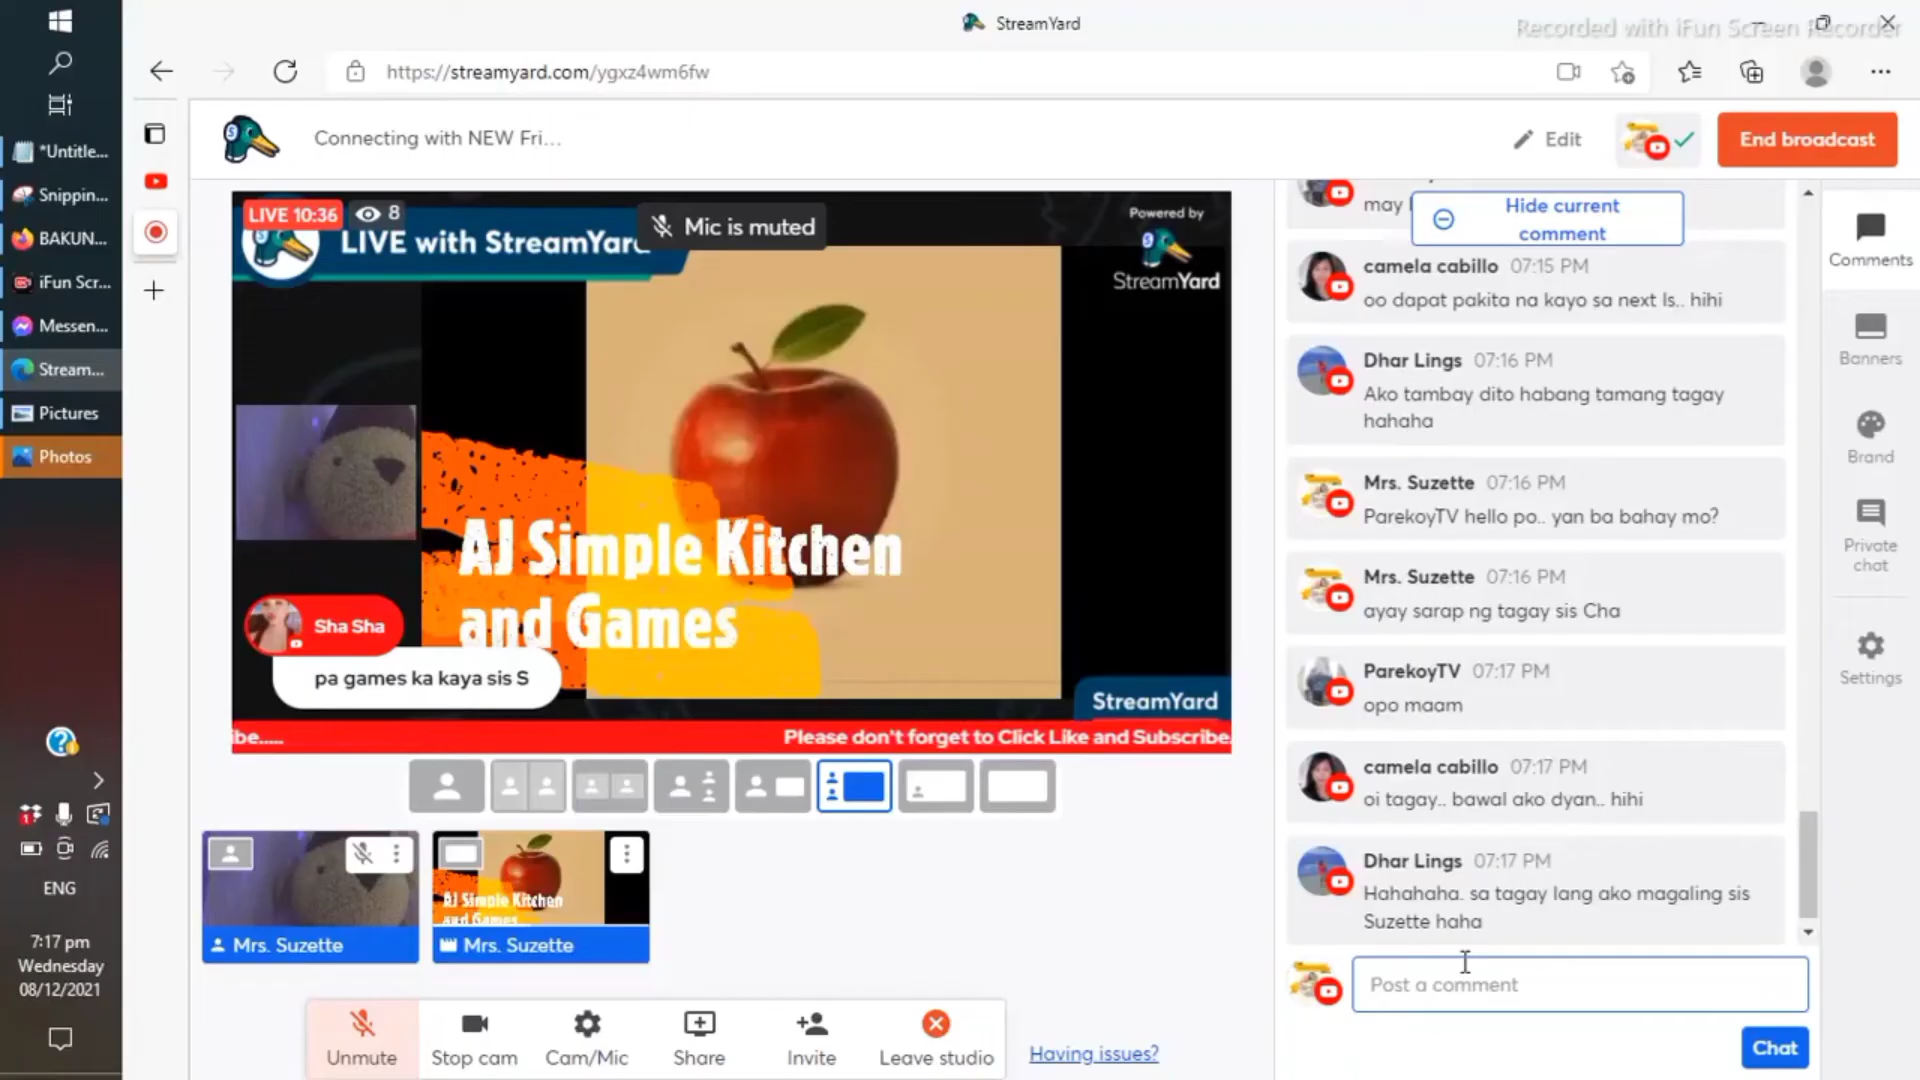 StreamYard
Recorded with iFun Screen Recorder
https://streamyard.com/ygxz4wm6fw
Connecting with NEW Fri...
Edit
End broadcast
*Untitle...
Snippin...
BAKUN...
iFun Scr...
Messen...
Stream...
Pictures
Photos
ENG
7:17 pm
Wednesday
08/12/2021
LIVE 10:36
8
Mic is muted
LIVE with StreamYard
Powered by
StreamYard
AJ Simple Kitchen
and Games
Sha Sha
pa games ka kaya sis S
StreamYard
ibe.....
Please don't forget to Click Like and Subscribe.
Mrs. Suzette
AJ Simple Kitchen
and Games
Mrs. Suzette
Unmute
Stop cam
Cam/Mic
Share
Invite
Leave studio
Having issues?
may
Hide current
comment
camela cabillo 07:15 PM
oo dapat pakita na kayo sa next ls.. hihi
Dhar Lings 07:16 PM
Ako tambay dito habang tamang tagay
hahaha
Mrs. Suzette 07:16 PM
ParekoyTV hello po.. yan ba bahay mo?
Mrs. Suzette 07:16 PM
ayay sarap ng tagay sis Cha
ParekoyTV 07:17 PM
opo maam
camela cabillo 07:17 PM
oi tagay.. bawal ako dyan.. hihi
Dhar Lings 07:17 PM
Hahahaha. sa tagay lang ako magaling sis
Suzette haha
Post a comment
Chat
Comments
Banners
Brand
Private
chat
Settings